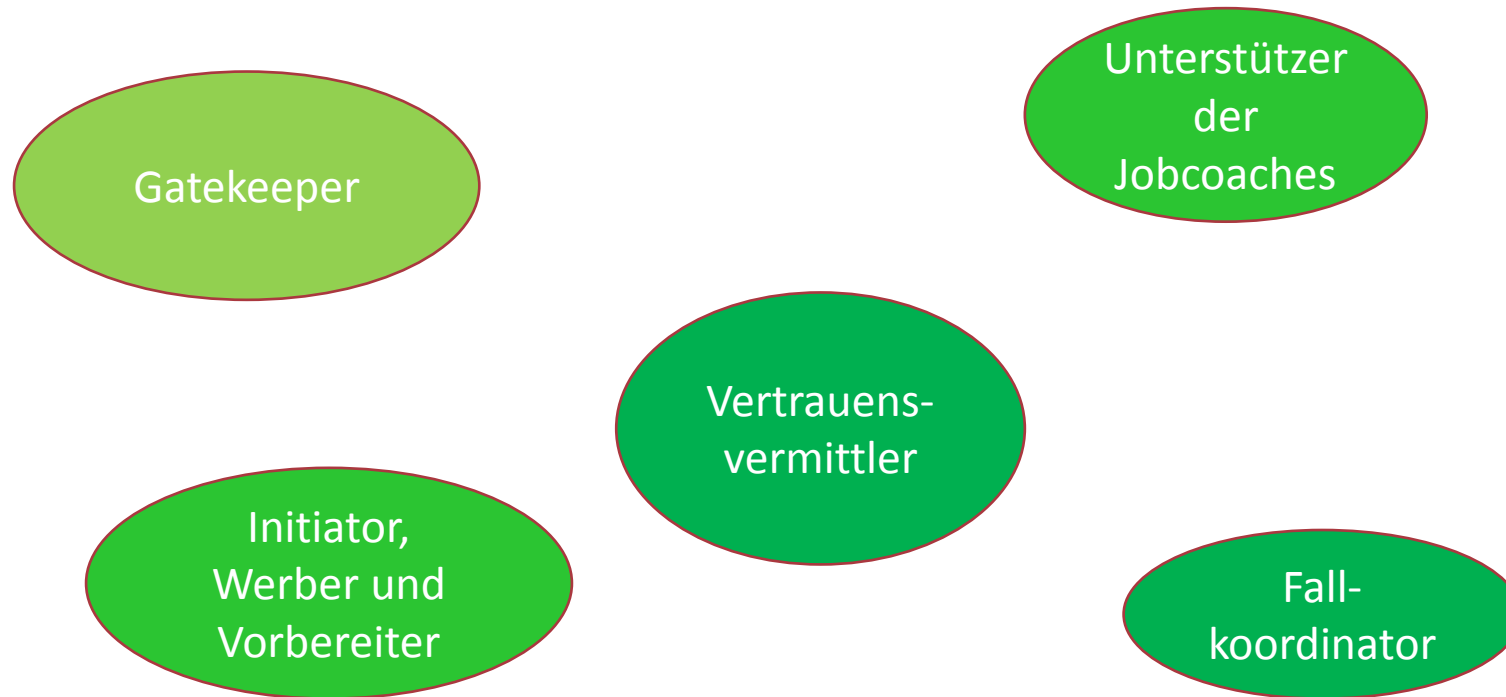 Gatekeeper
Unterstützer
der
Jobcoaches
Vertrauens-
vermittler
Initiator,
Werber und
Vorbereiter
Fall-
koordinator